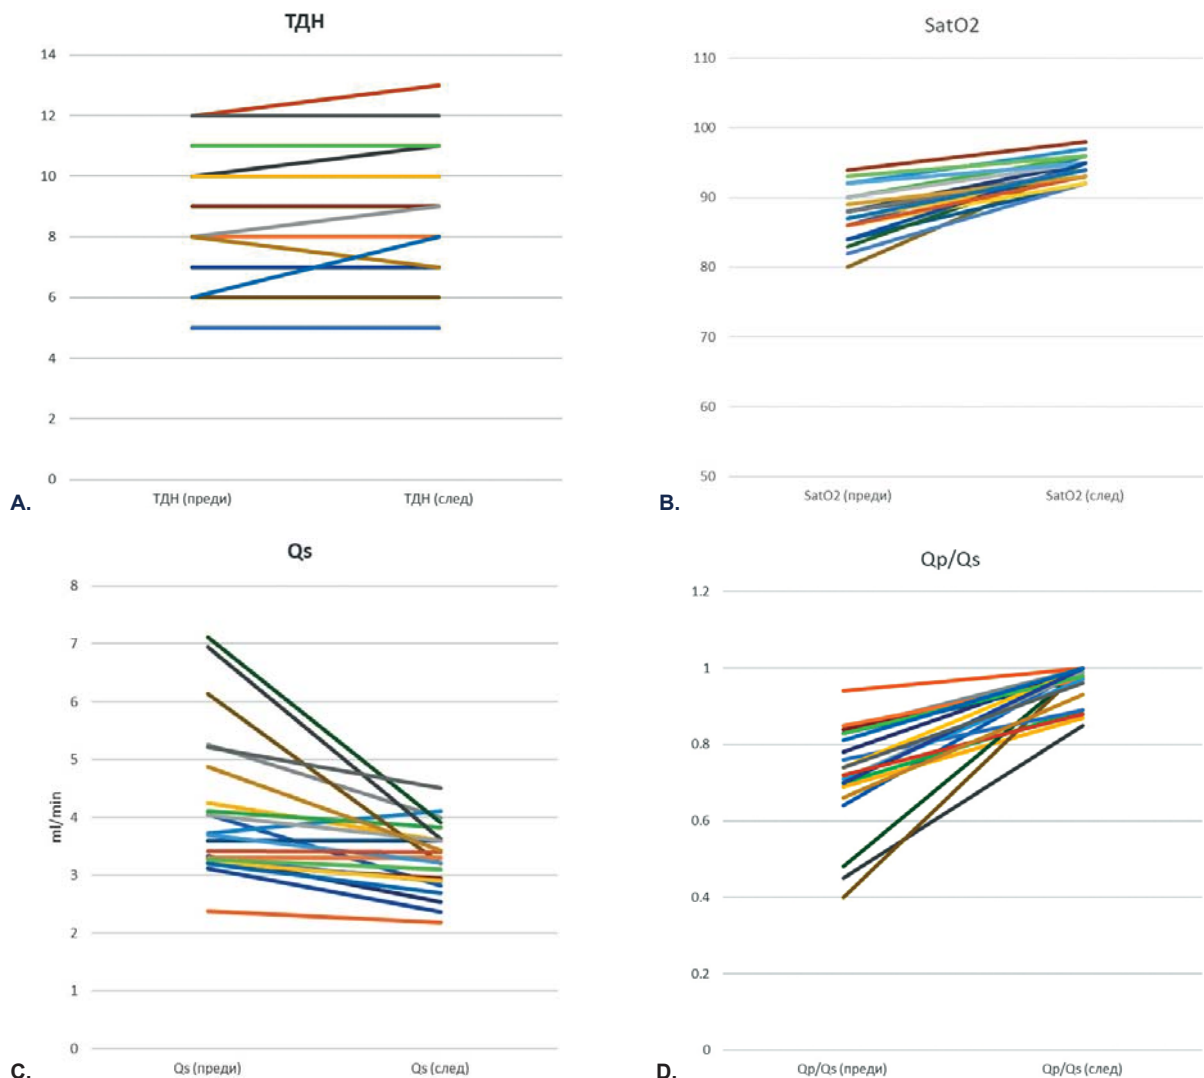 ТДН
14
12
10
8
6
4
2
0
ТДН (преди)
ТДН (след)
A.
SatO2
110
100
90
80
70
60
50
SatO2 (преди)
SatO2 (след)
B.
Qs
8
7
6
5
4
3
2
1
0
ml/min
Qs (преди)
Qs (след)
C.
Qp/Qs
1.2
1
0.8
0.6
0.4
0.2
0
Qp/Qs (преди)
Qp/Qs (след)
D.